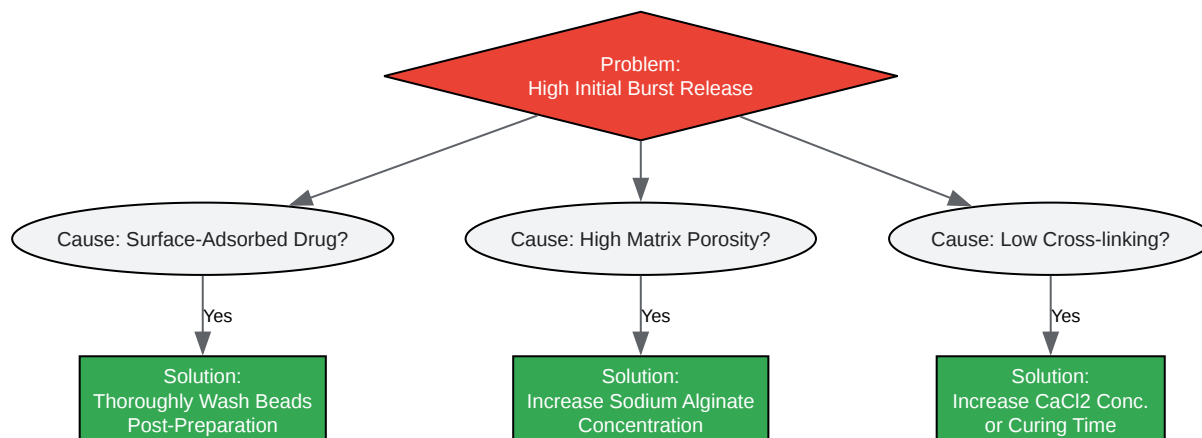 Problem:
High Initial Burst Release
Cause: Surface-Adsorbed Drug?
Cause: High Matrix Porosity?
Cause: Low Cross-linking?
Yes
Yes
Yes
Solution:
Thoroughly Wash Beads
Post-Preparation
Solution:
Increase Sodium Alginate
Concentration
Solution:
Increase CaCl2 Conc.
or Curing Time